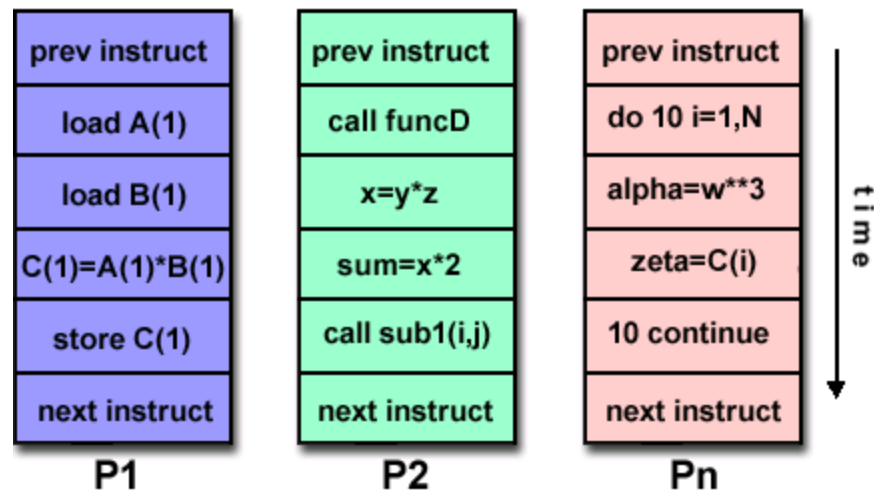 prev instruct
load A(1)
load B(1)
C(1)=A(1)*B(1)
store C(1)
next instruct
P1
prev instruct
call funcD
x=y*z
sum=x*2
call sub1(i,j)
next instruct
P2
prev instruct
do 10 i=1,N
alpha=w**3
zeta=C(i)
10 continue
next instruct
Pn
time